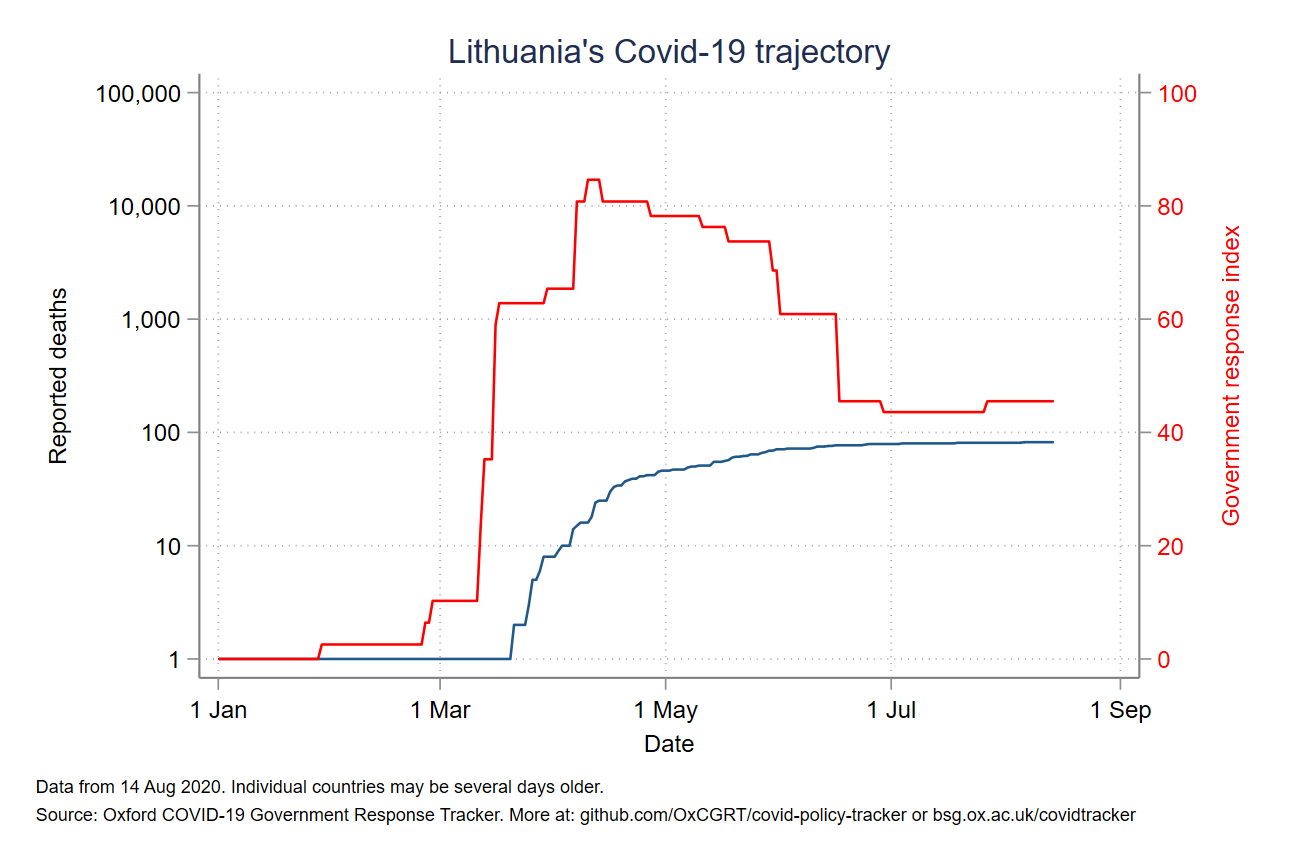 Lithuania's Covid-19 trajectory
100,000
10,000
1,000
100
10
1
Reported deaths
100
80
60
40
20
0
Government response index
1 Jan
1 Mar
1 May
1 Jul
1 Sep
Date
Data from 14 Aug 2020. Individual countries may be several days older.
Source: Oxford COVID-19 Government Response Tracker. More at: github.com/OxCGRT/covid-policy-tracker or bsg.ox.ac.uk/covidtracker